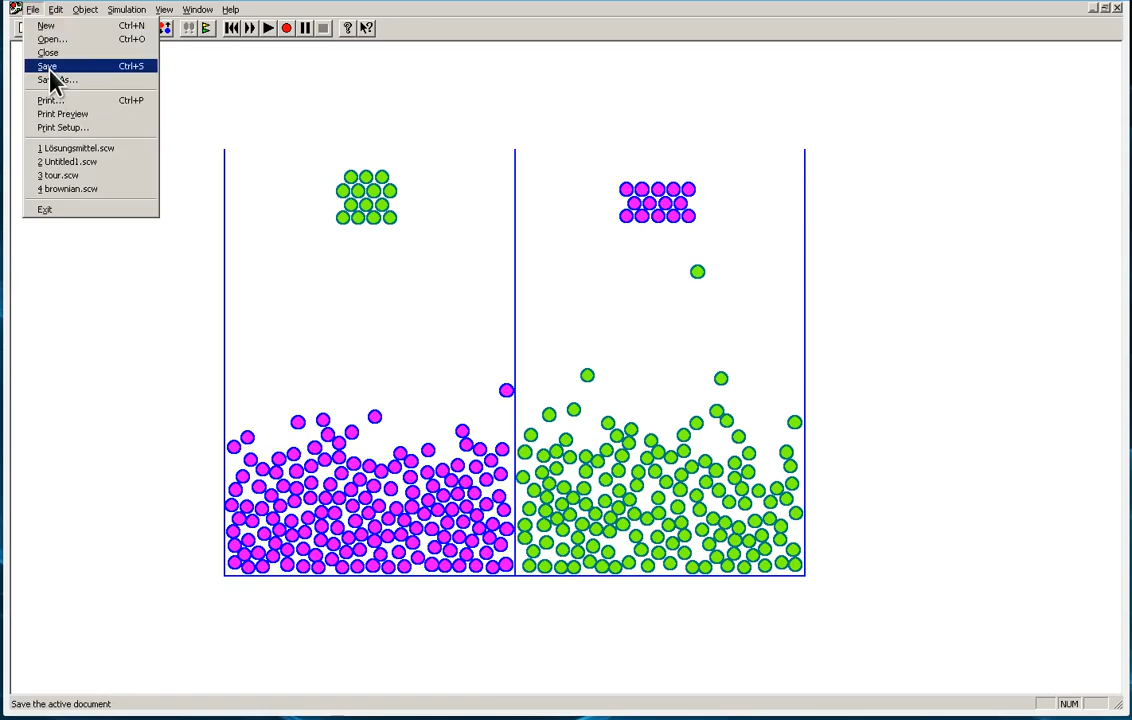 File Edit Object Simulation View Window Help
New Ctrl+N
Open... Ctrl+O
Close
Save Ctrl+S
Print... Ctrl+P
Print Preview
Print Setup...
1 Lösungsmittel.scw
2 Untitled1.scw
3 tour.scw
4 brownian.scw
Exit
Save the active document NUM